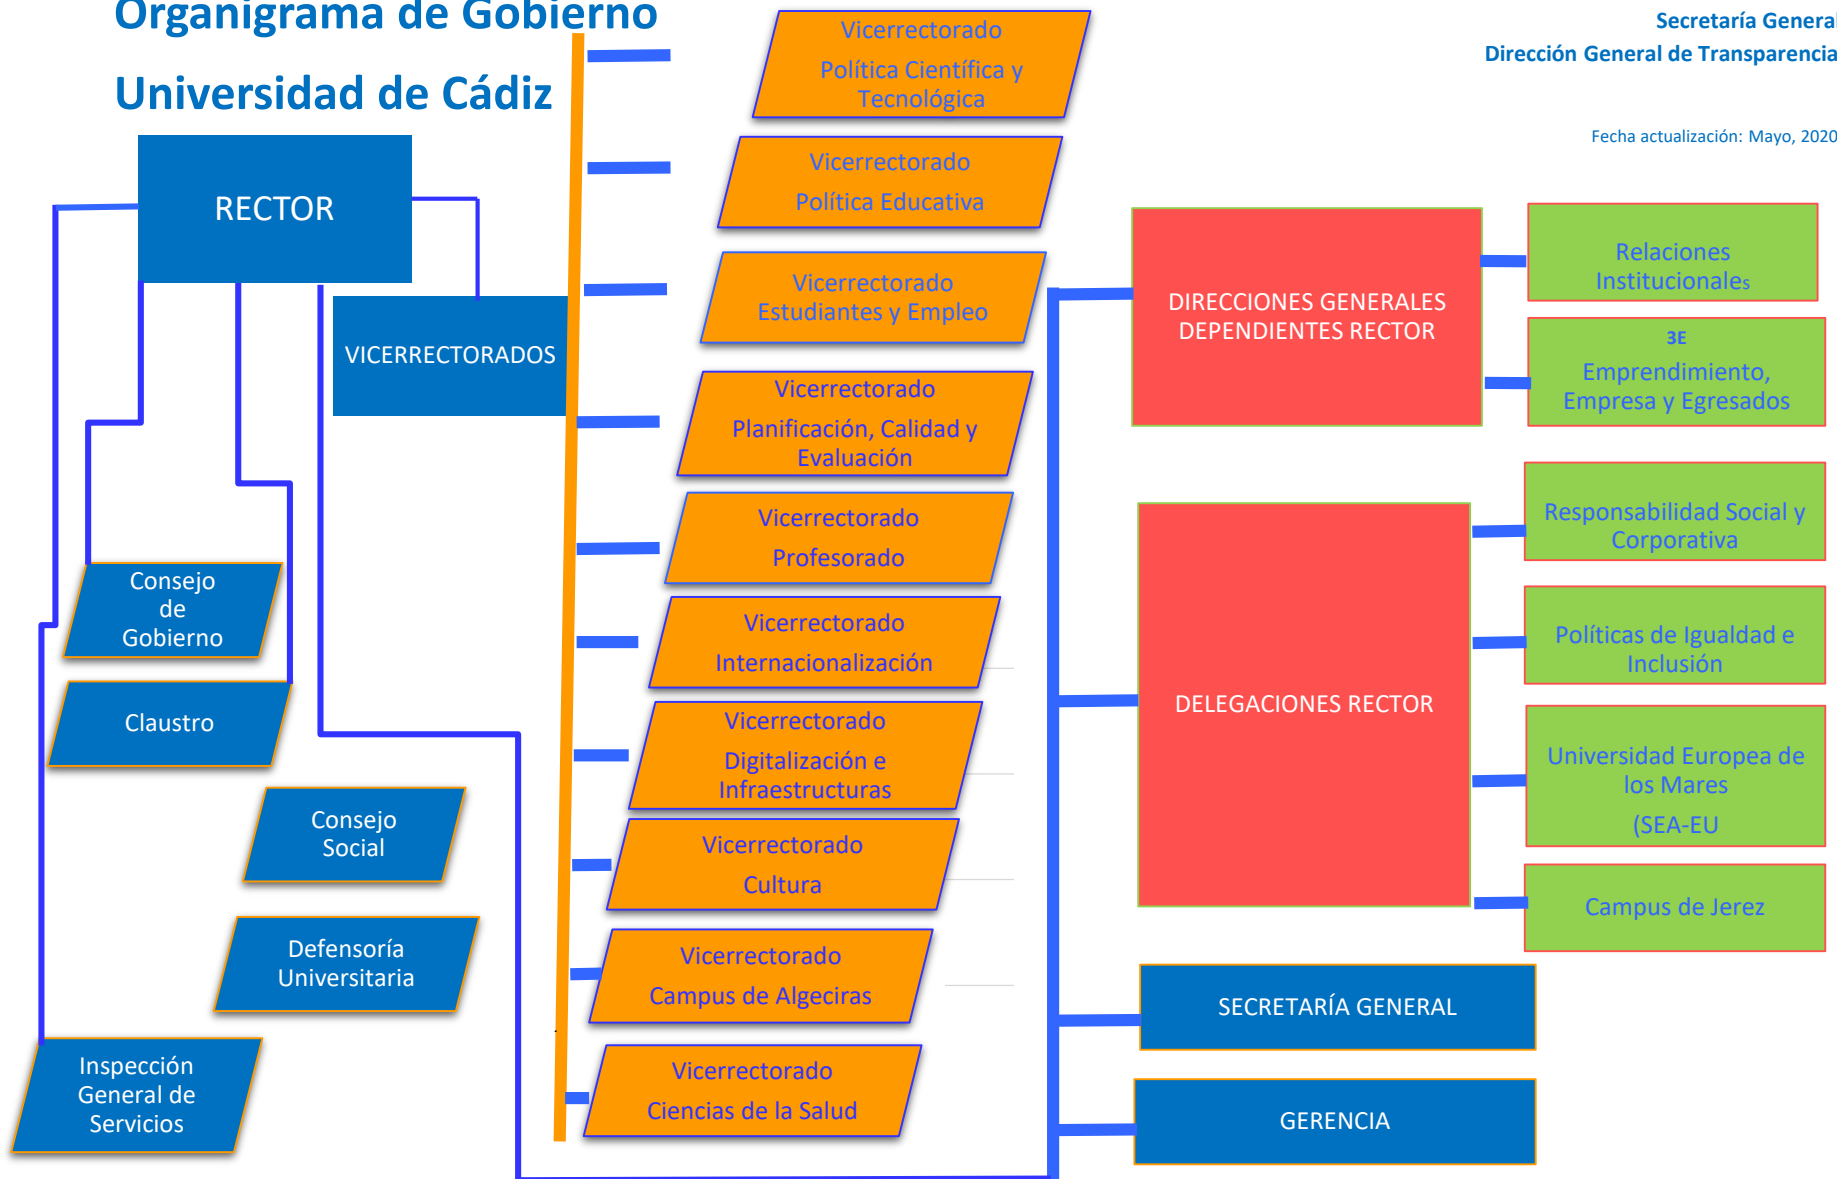 Organigrama de Gobierno
Universidad de Cádiz
Secretaría General
Dirección General de Transparencia
Fecha actualización: Mayo, 2020
RECTOR
VICERRECTORADOS
Consejo
de
Gobierno
Claustro
Consejo
Social
Defensoría
Universitaria
Inspección
General de
Servicios
Vicerrectorado
Política Científica y
Tecnológica
Vicerrectorado
Política Educativa
Vicerrectorado
Estudiantes y Empleo
Vicerrectorado
Planificación, Calidad y
Evaluación
Vicerrectorado
Profesorado
Vicerrectorado
Internacionalización
Vicerrectorado
Digitalización e
Infraestructuras
Vicerrectorado
Cultura
Vicerrectorado
Campus de Algeciras
Vicerrectorado
Ciencias de la Salud
DIRECCIONES GENERALES
DEPENDIENTES RECTOR
Relaciones
Institucionales
3E
Emprendimiento,
Empresa y Egresados
DELEGACIONES RECTOR
Responsabilidad Social y
Corporativa
Políticas de Igualdad e
Inclusión
Universidad Europea de
los Mares
(SEA-EU
Campus de Jerez
SECRETARÍA GENERAL
GERENCIA